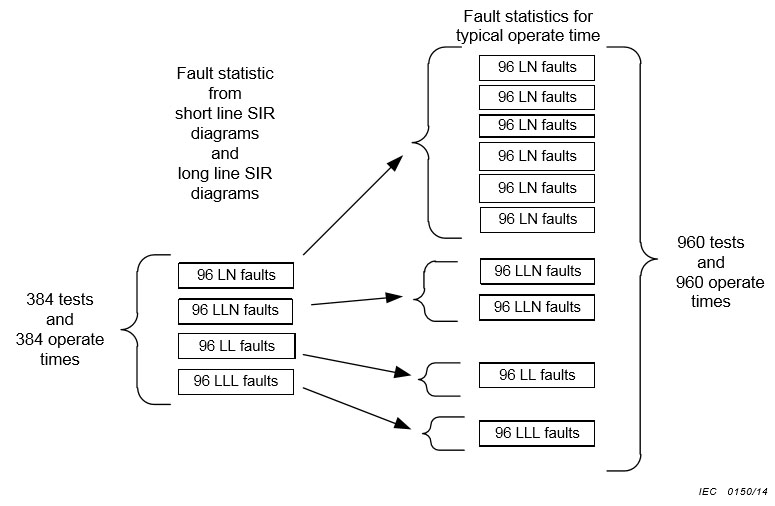 Fault statistics for
typical operate time
Fault statistic
from
short line SIR
diagrams
and
long line SIR
diagrams
96 LN faults
96 LN faults
96 LN faults
96 LN faults
96 LN faults
96 LN faults
960 tests
and
960 operate
times
384 tests
and
384 operate
times
96 LN faults
96 LLN faults
96 LL faults
96 LLL faults
96 LLN faults
96 LLN faults
96 LL faults
96 LLL faults
IEC 0150/14